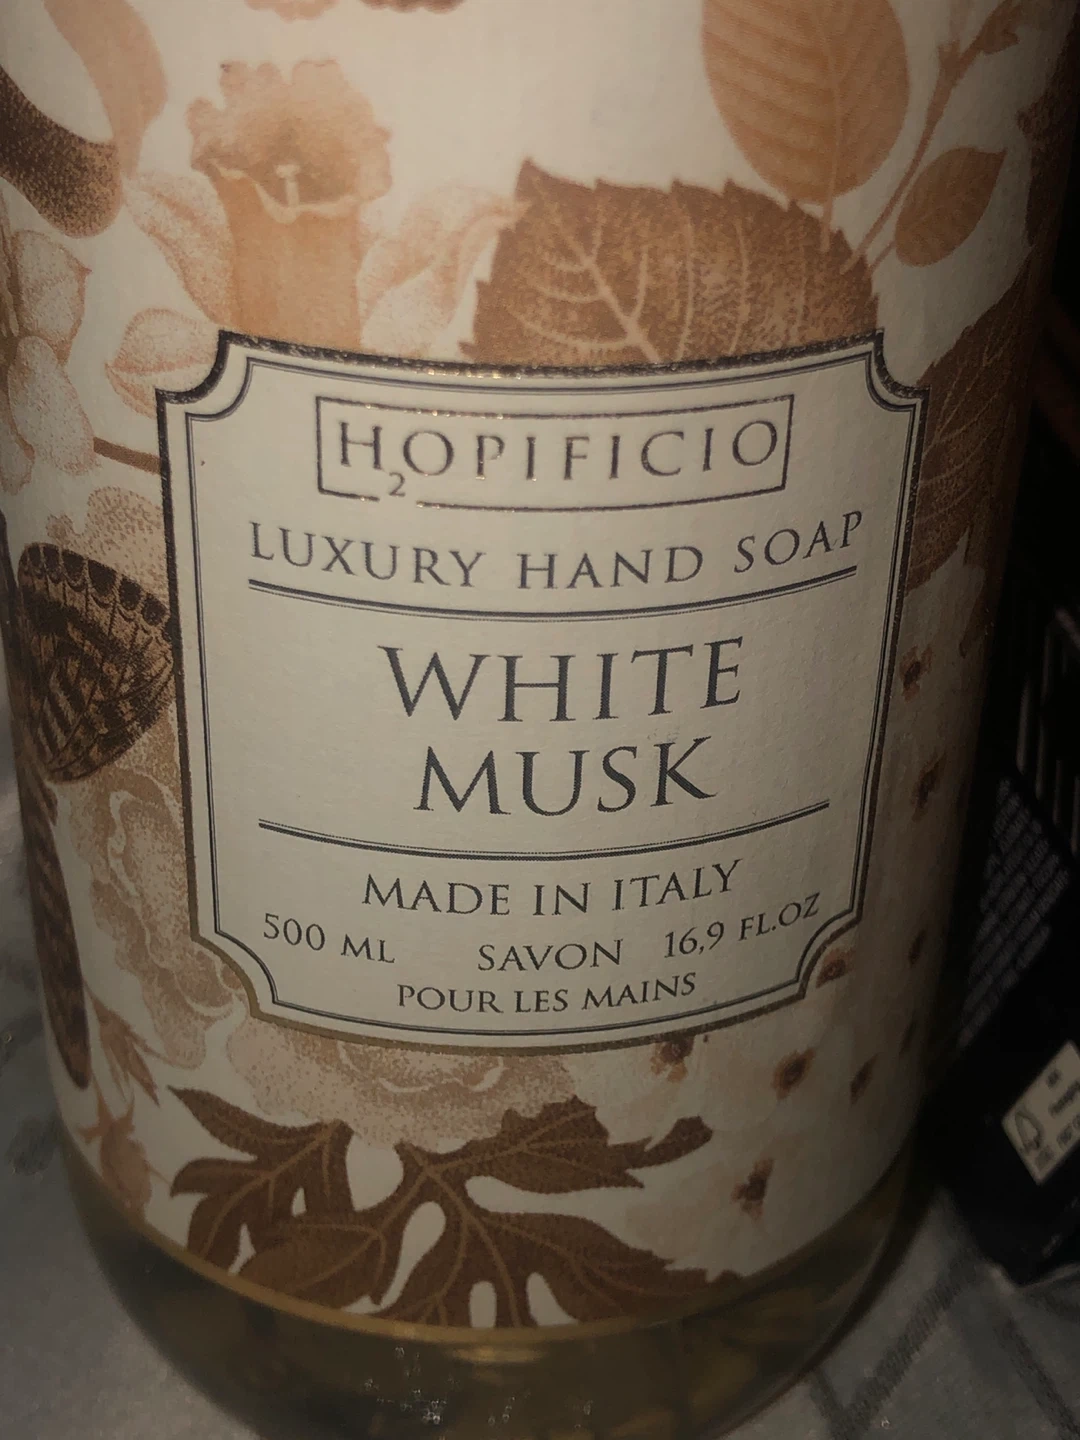 H2OPIFICIO
LUXURY HAND SOAP
WHITE
MUSK
MADE IN ITALY
500 ML SAVON 16,9 FL.OZ
POUR LES MAINS